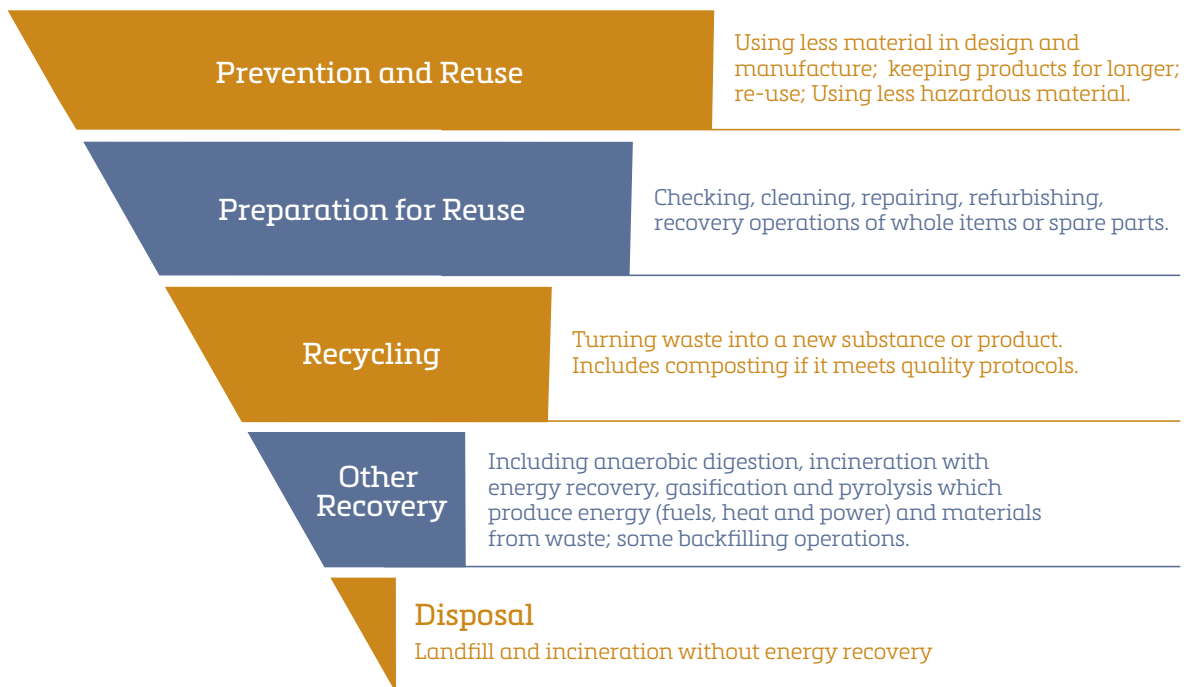 Prevention and Reuse
Using less material in design and
manufacture; keeping products for longer;
re-use; Using less hazardous material.
Preparation for Reuse
Checking, cleaning, repairing, refurbishing,
recovery operations of whole items or spare parts.
Recycling
Turning waste into a new substance or product.
Includes composting if it meets quality protocols.
Other
Recovery
Including anaerobic digestion, incineration with
energy recovery, gasification and pyrolysis which
produce energy (fuels, heat and power) and materials
from waste; some backfilling operations.
Disposal
Landfill and incineration without energy recovery